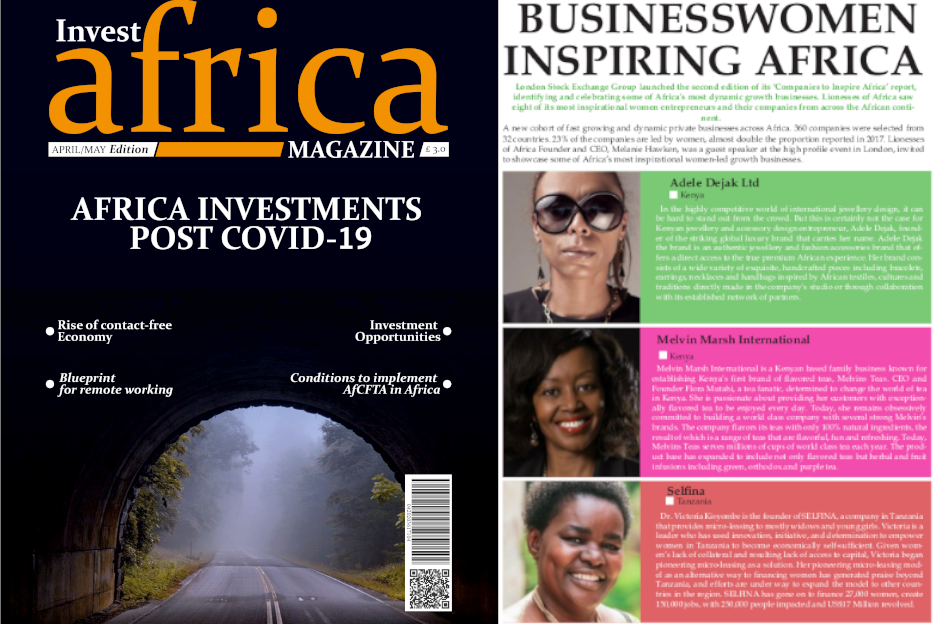 Invest
africa
APRIL/MAY Edition
MAGAZINE
£ 3.0
AFRICA INVESTMENTS
POST COVID-19
Rise of contact-free
Economy
Investment
Opportunities
Blueprint
for remote working
Conditions to implement
AfCFTA in Africa
BUSINESSWOMEN
INSPIRING AFRICA
London Stock Exchange Group launched the second edition of its 'Companies to Inspire Africa' report,
identifying and celebrating some of Africa's most dynamic growth businesses. Lionesses of Africa saw
eight of its most inspirational women entrepreneurs and their companies from across the African conti-
nent.
A new cohort of fast growing and dynamic private businesses across Africa. 360 companies were selected from
32 countries. 23% of the companies are led by women, almost double the proportion reported in 2017. Lionesses
of Africa Founder and CEO, Melanie Hawken, was a guest speaker at the high profile event in London, invited
to showcase some of Africa's most inspirational women-led growth businesses.
Adele Dejak Ltd
Kenya
In the highly competitive world of international jewellery design, it can
be hard to stand out from the crowd. But this is certainly not the case for
Kenyan jewellery and accessory design entrepreneur, Adele Dejak, found-
er of the striking global luxury brand that carries her name. Adele Dejak
the brand is an authentic jewellery and fashion accessories brand that of-
fers a direct access to the true premium African experience. Her brand con-
sists of a wide variety of exquisite, handcrafted pieces including bracelets,
earrings, necklaces and handbags inspired by African textiles, cultures and
traditions directly made in the company's studio or through collaboration
with its established network of partners.
Melvin Marsh International
Kenya
Melvin Marsh International is a Kenyan based family business known for
establishing Kenya's first brand of flavored teas, Melvins Teas. CEO and
Founder Flora Mutahi, a tea fanatic, determined to change the world of tea
in Kenya. She is passionate about providing her customers with exception-
ally flavored tea to be enjoyed every day. Today, she remains obsessively
committed to building a world class company with several strong Melvin's
brands. The company flavors its teas with only 100% natural ingredients, the
result of which is a range of teas that are flavorful, fun and refreshing. Today,
Melvins Teas serves millions of cups of world class tea each year. The prod-
uct base has expanded to include not only flavored teas but herbal and fruit
infusions including green, orthodox and purple tea.
Selfina
Tanzania
Dr. Victoria Kisyombe is the founder of SELFINA, a company in Tanzania
that provides micro-leasing to mostly widows and young girls. Victoria is a
leader who has used innovation, initiative, and determination to empower
women in Tanzania to become economically self-sufficient. Given wom-
en's lack of collateral and resulting lack of access to capital, Victoria began
pioneering micro-leasing as a solution. Her pioneering micro-leasing mod-
el as an alternative way to financing women has generated praise beyond
Tanzania, and efforts are under way to expand the model to other coun-
tries in the region. SELFINA has gone on to finance 27,000 women, create
150,000 jobs, with 250,000 people impacted and US$17 Million revolved.